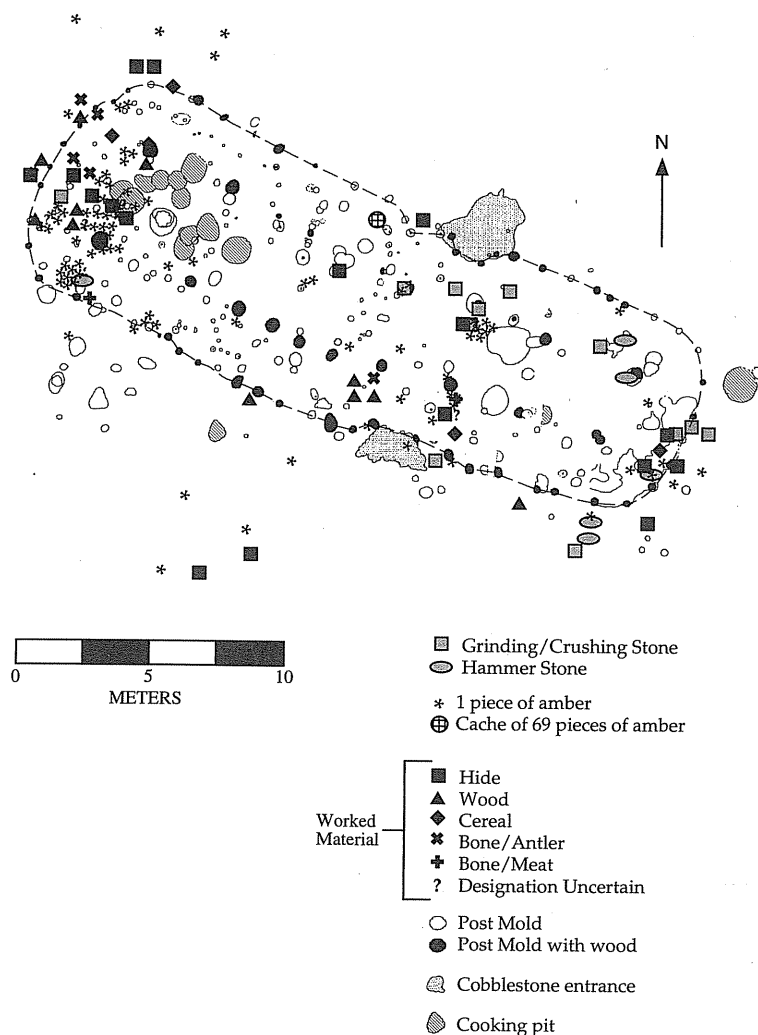 N
0 5 10
METERS
Grinding/Crushing Stone
Hammer Stone
* 1 piece of amber
Cache of 69 pieces of amber
Worked
Material
Hide
Wood
Cereal
Bone/Antler
Bone/Meat
? Designation Uncertain
Post Mold
Post Mold with wood
Cobblestone entrance
Cooking pit